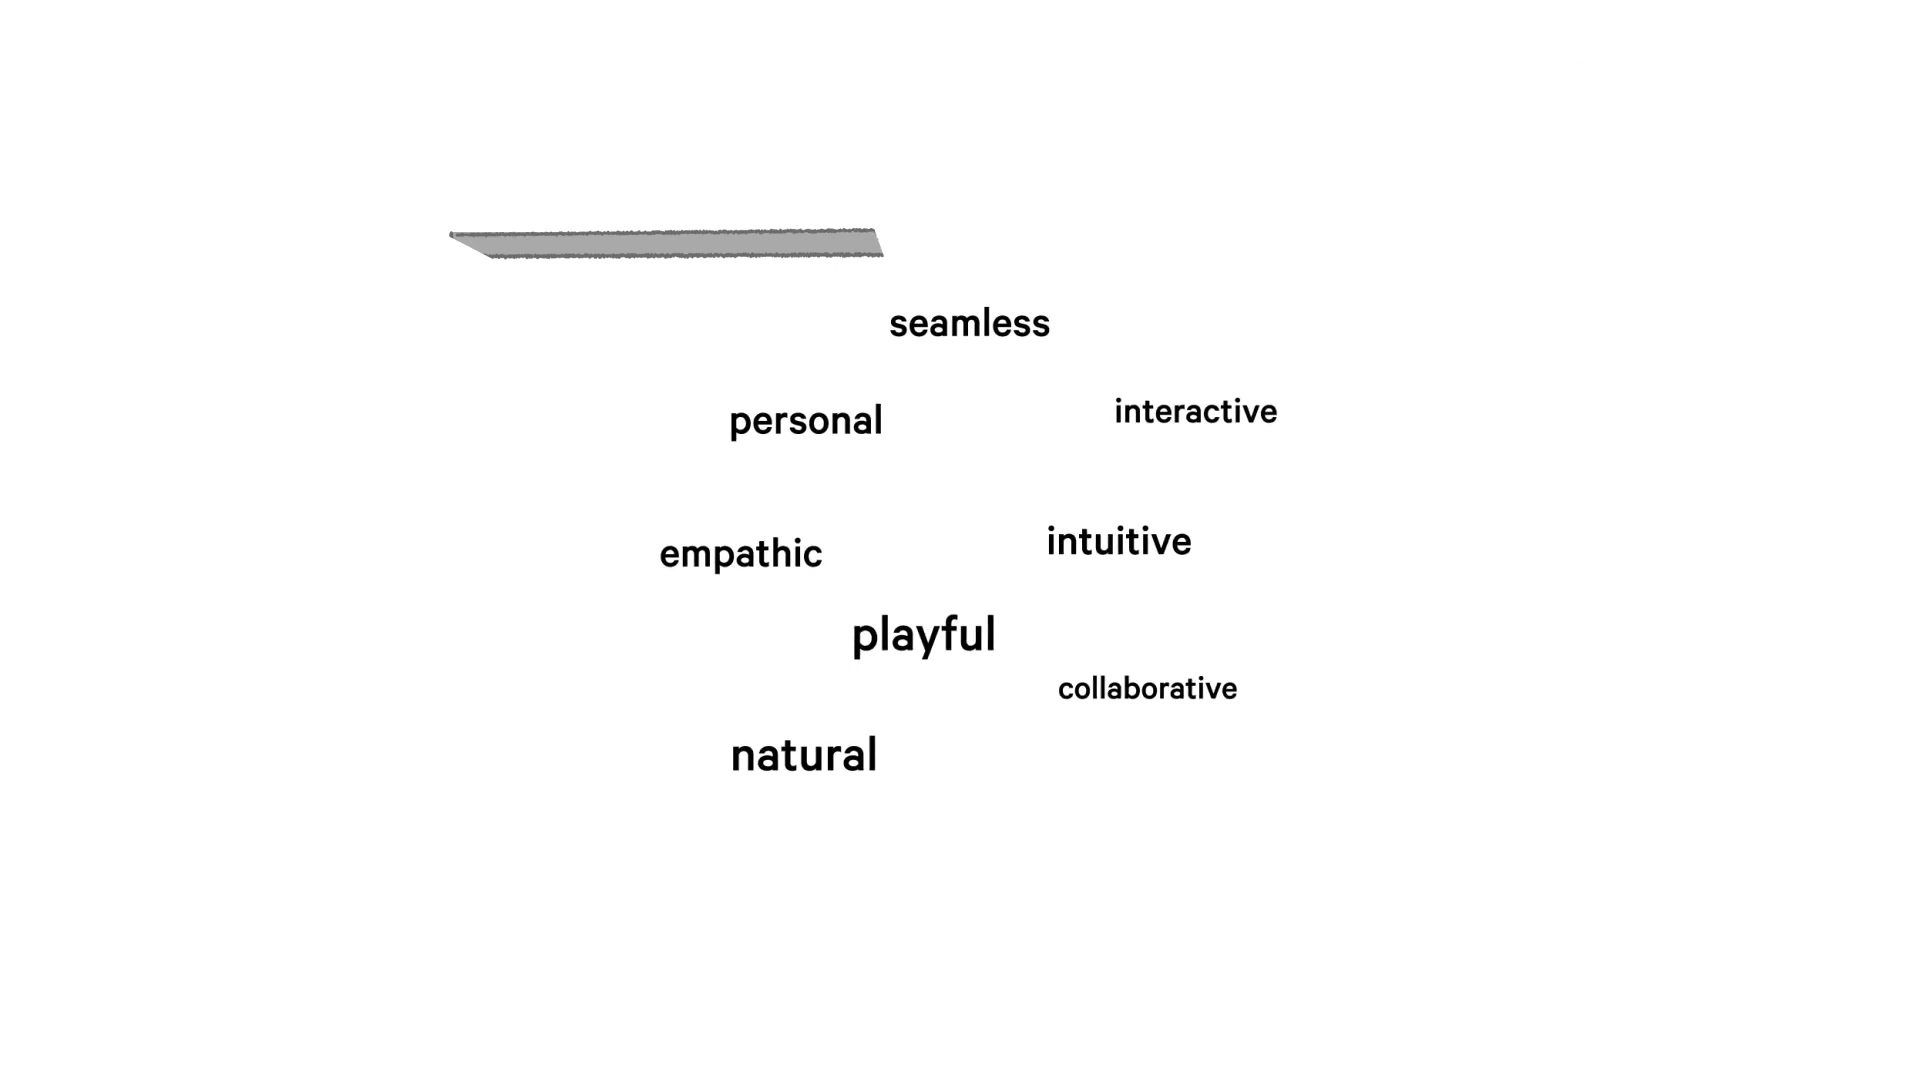 seamless
personal
interactive
empathic
intuitive
playful
collaborative
natural